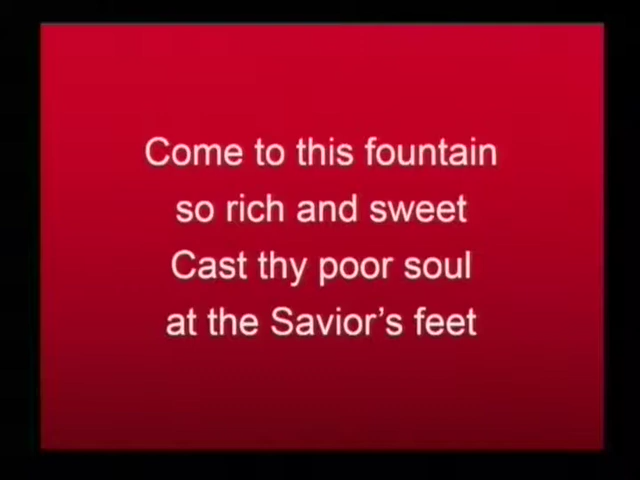 Come to this fountain
so rich and sweet
Cast thy poor soul
at the Savior's feet